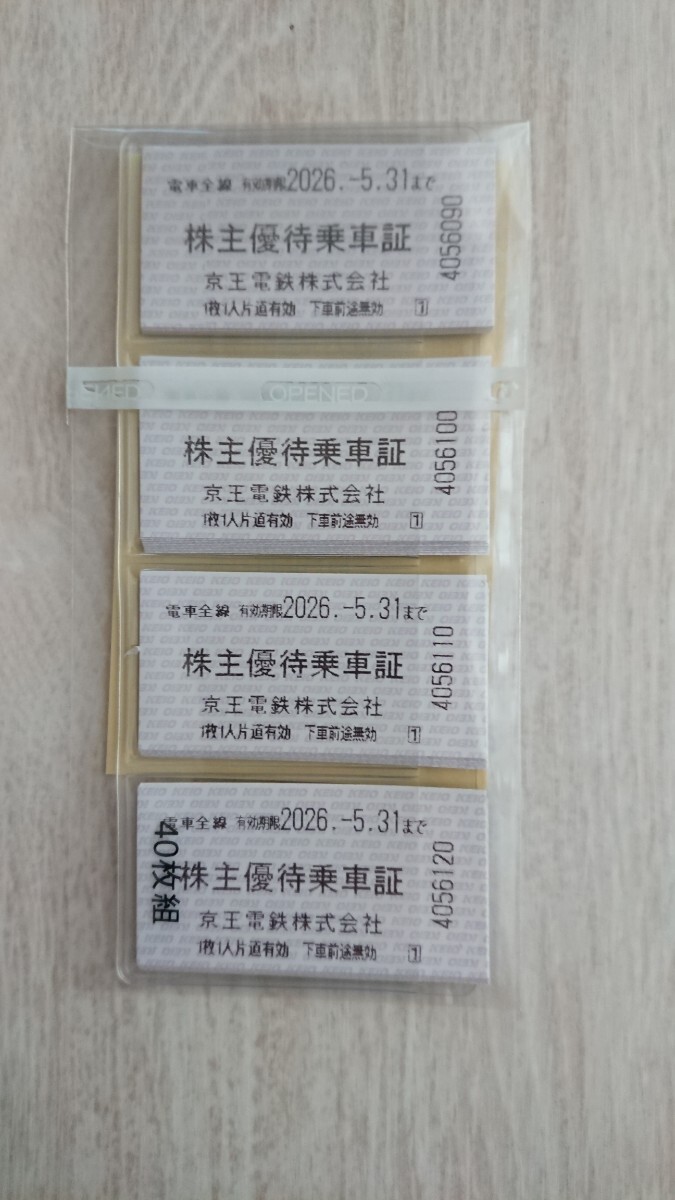 電車全線 有効期限2026.-5.31まで
株主優待乗車証
京王電鉄株式会社
1枚1人片道有効 下車前途無効 1
4056090
OPENED
株主優待乗車証
京王電鉄株式会社
1枚1人片道有効 下車前途無効 1
4056100
電車全線 有効期限2026.-5.31まで
株主優待乗車証
京王電鉄株式会社
1枚1人片道有効 下車前途無効 1
4056110
電車全線 有効期限2026.-5.31まで
株主優待乗車証
京王電鉄株式会社
1枚1人片道有効 下車前途無効 1
4056120
40枚組